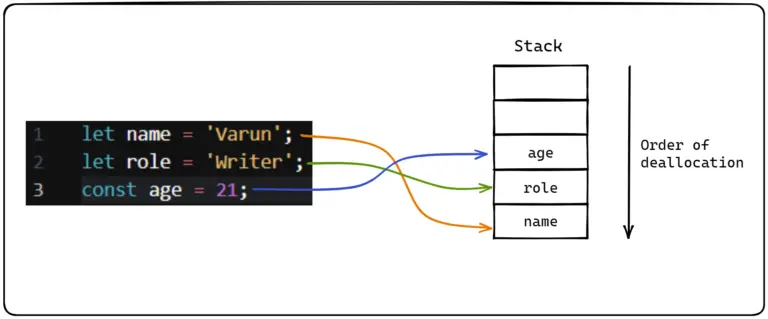 1 let name = 'Varun';
2 let role = 'Writer';
3 const age = 21;
Stack
age
role
name
Order of
deallocation